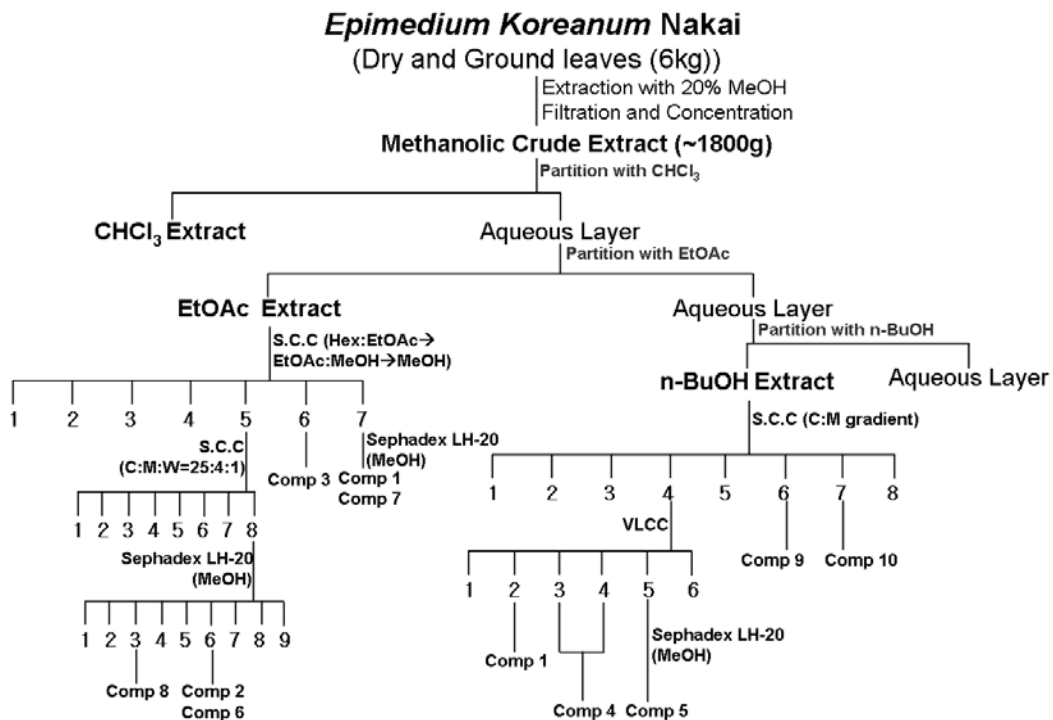 Epimedium Koreanum Nakai
(Dry and Ground leaves (6kg))
Extraction with 20% MeOH
Filtration and Concentration
Methanolic Crude Extract (~1800g)
Partition with CHCl₃
CHCl₃ Extract
Aqueous Layer
Partition with EtOAc
EtOAc Extract
Aqueous Layer
S.C.C (Hex:EtOAc→
EtOAc:MeOH→MeOH)
Partition with n-BuOH
n-BuOH Extract
Aqueous Layer
S.C.C (C:M gradient)
1 2 3 4 5 6 7
S.C.C
(C:M:W=25:4:1)
Comp 3
Sephadex LH-20
(MeOH)
Comp 1
Comp 7
1 2 3 4 5 6 7 8
Sephadex LH-20
(MeOH)
1 2 3 4 5 6 7 8 9
Comp 8
Comp 2
Comp 6
1 2 3 4 5 6 7 8
VLCC
Comp 9
Comp 10
1 2 3 4 5 6
Sephadex LH-20
(MeOH)
Comp 1
Comp 4
Comp 5